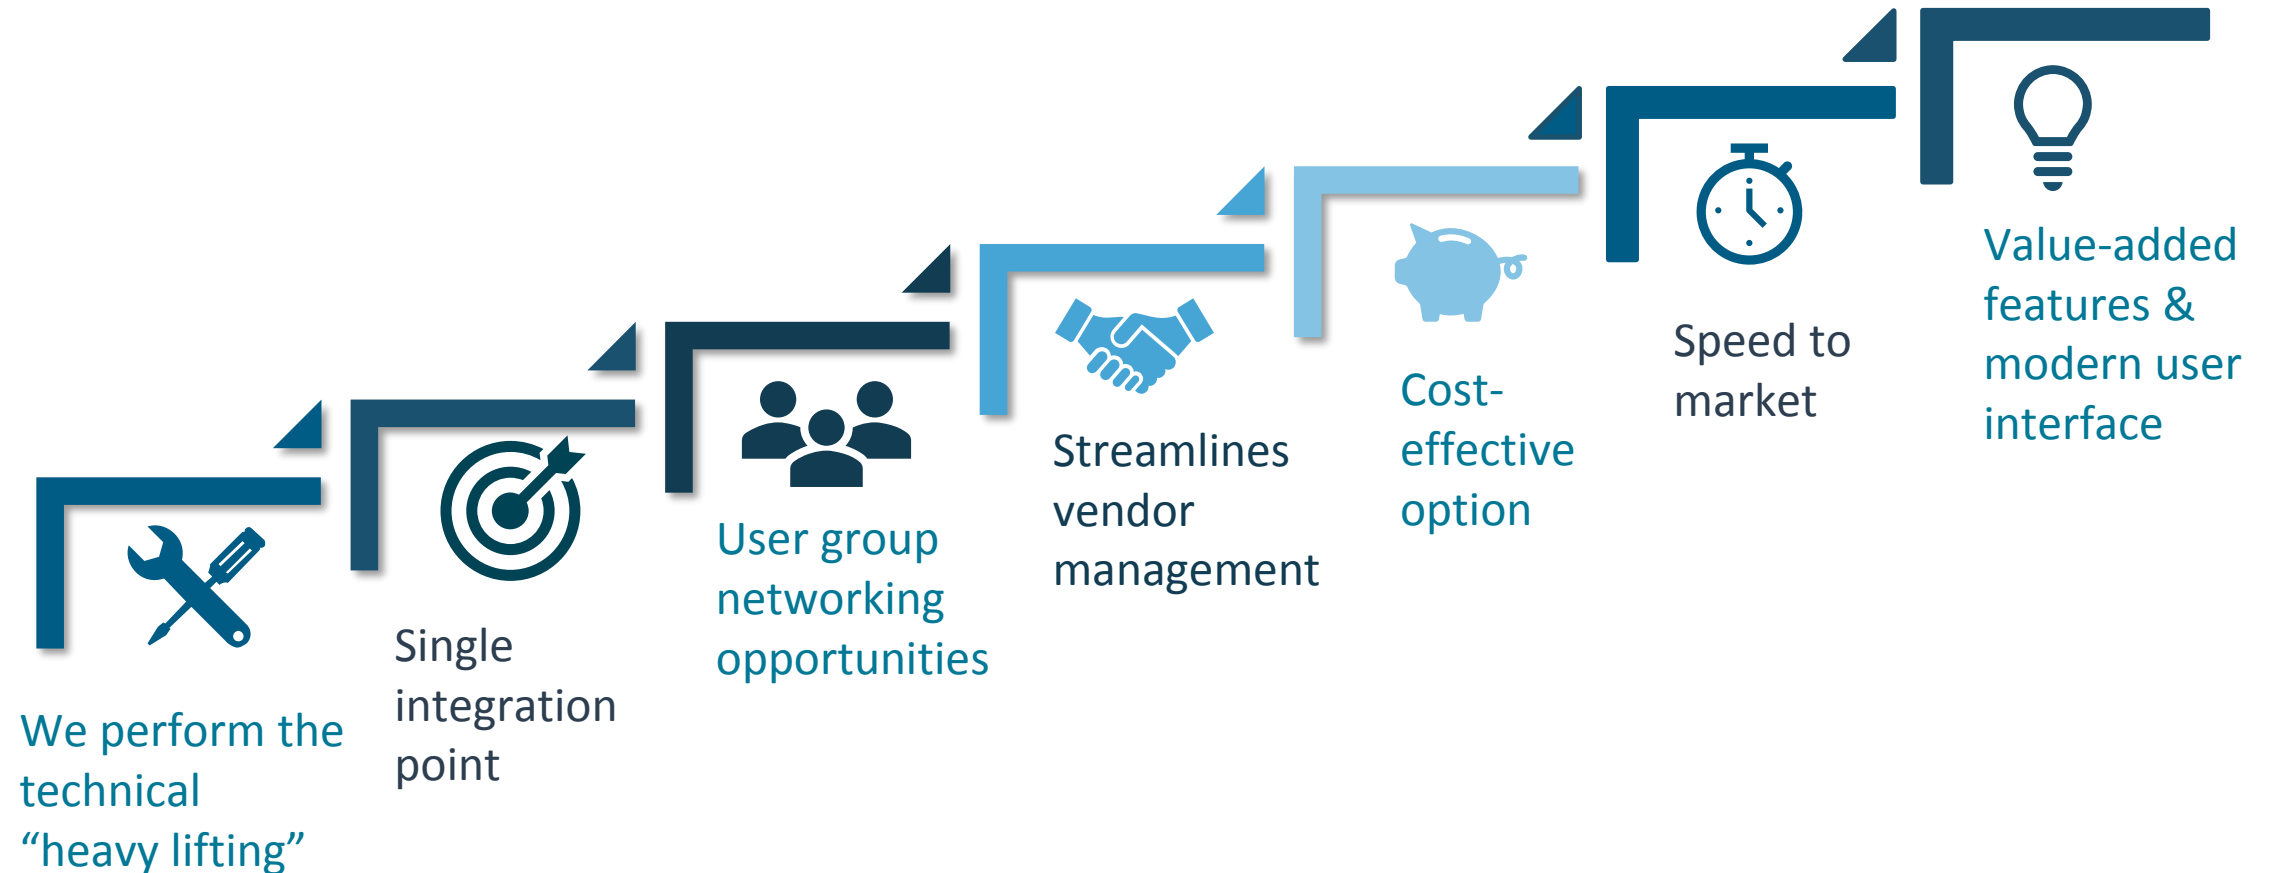 We perform the
technical
“heavy lifting”
Single
integration
point
User group
networking
opportunities
Streamlines
vendor
management
Cost-
effective
option
Speed to
market
Value-added
features &
modern user
interface